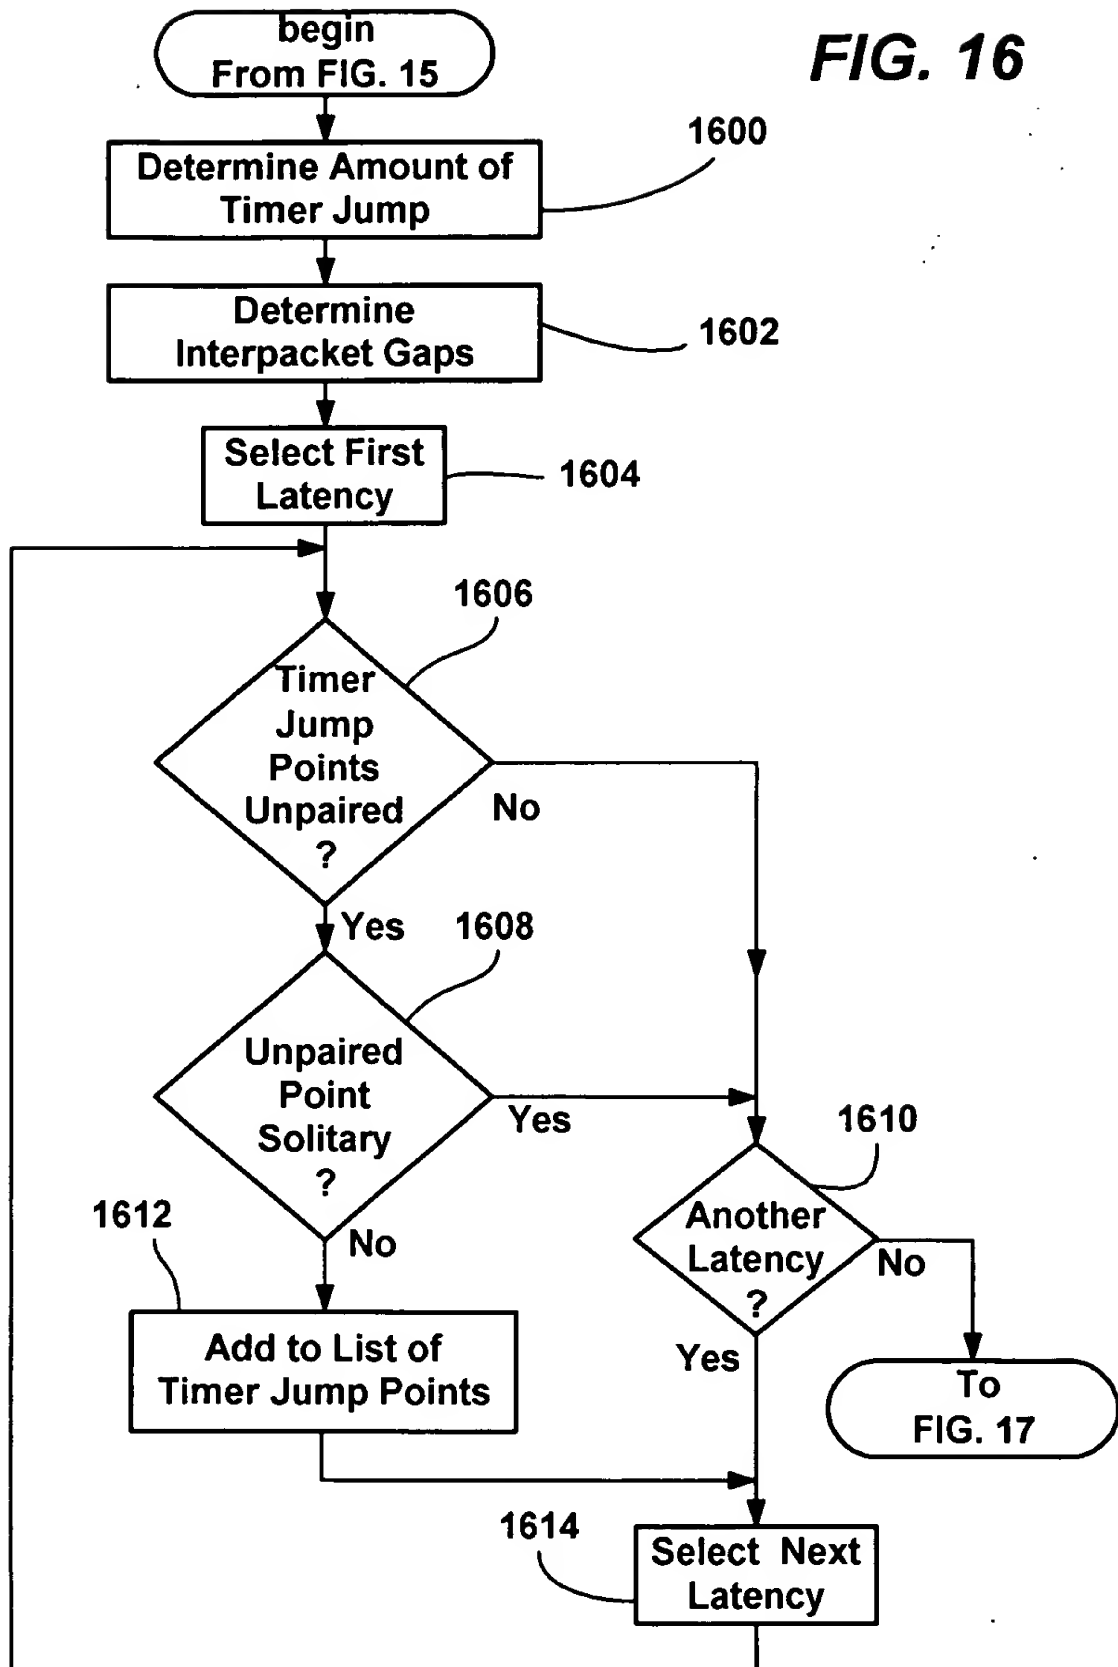 begin
From FIG. 15
FIG. 16
1600
Determine Amount of
Timer Jump
Determine
Interpacket Gaps
1602
Select First
Latency
1604
1606
Timer
Jump
Points
Unpaired
?
No
Yes
1608
Unpaired
Point
Solitary
?
Yes
No
1610
Another
Latency
?
No
Yes
1612
Add to List of
Timer Jump Points
To
FIG. 17
1614
Select Next
Latency